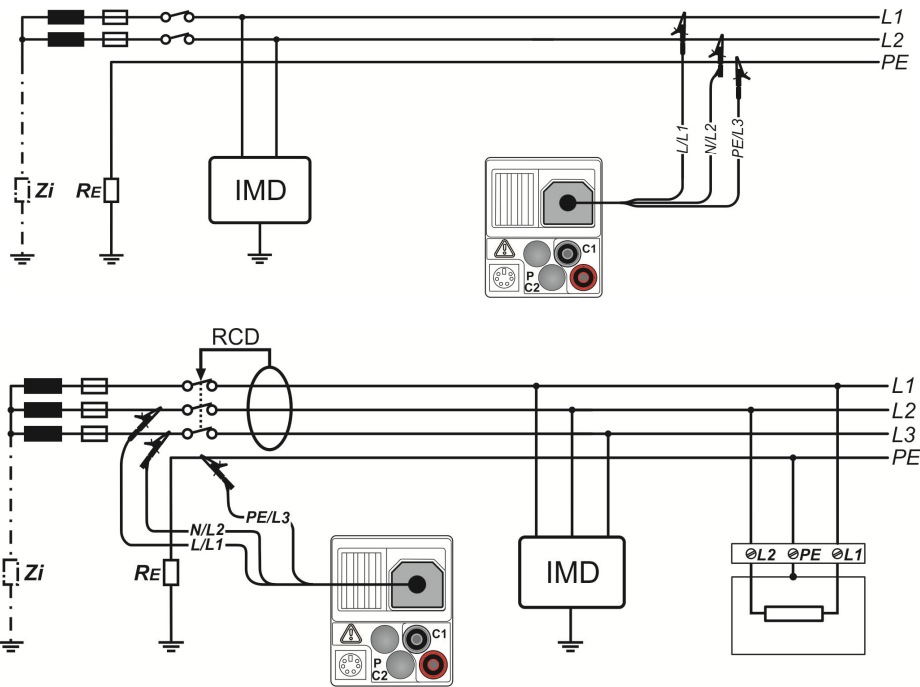 L1
L2
PE
L/L1
N/L2
PE/L3
Zi
RE
IMD
C1
P
C2
RCD
L1
L2
L3
PE
PE/L3
N/L2
L/L1
L2 PE L1
Zi
RE
IMD
C1
P
C2